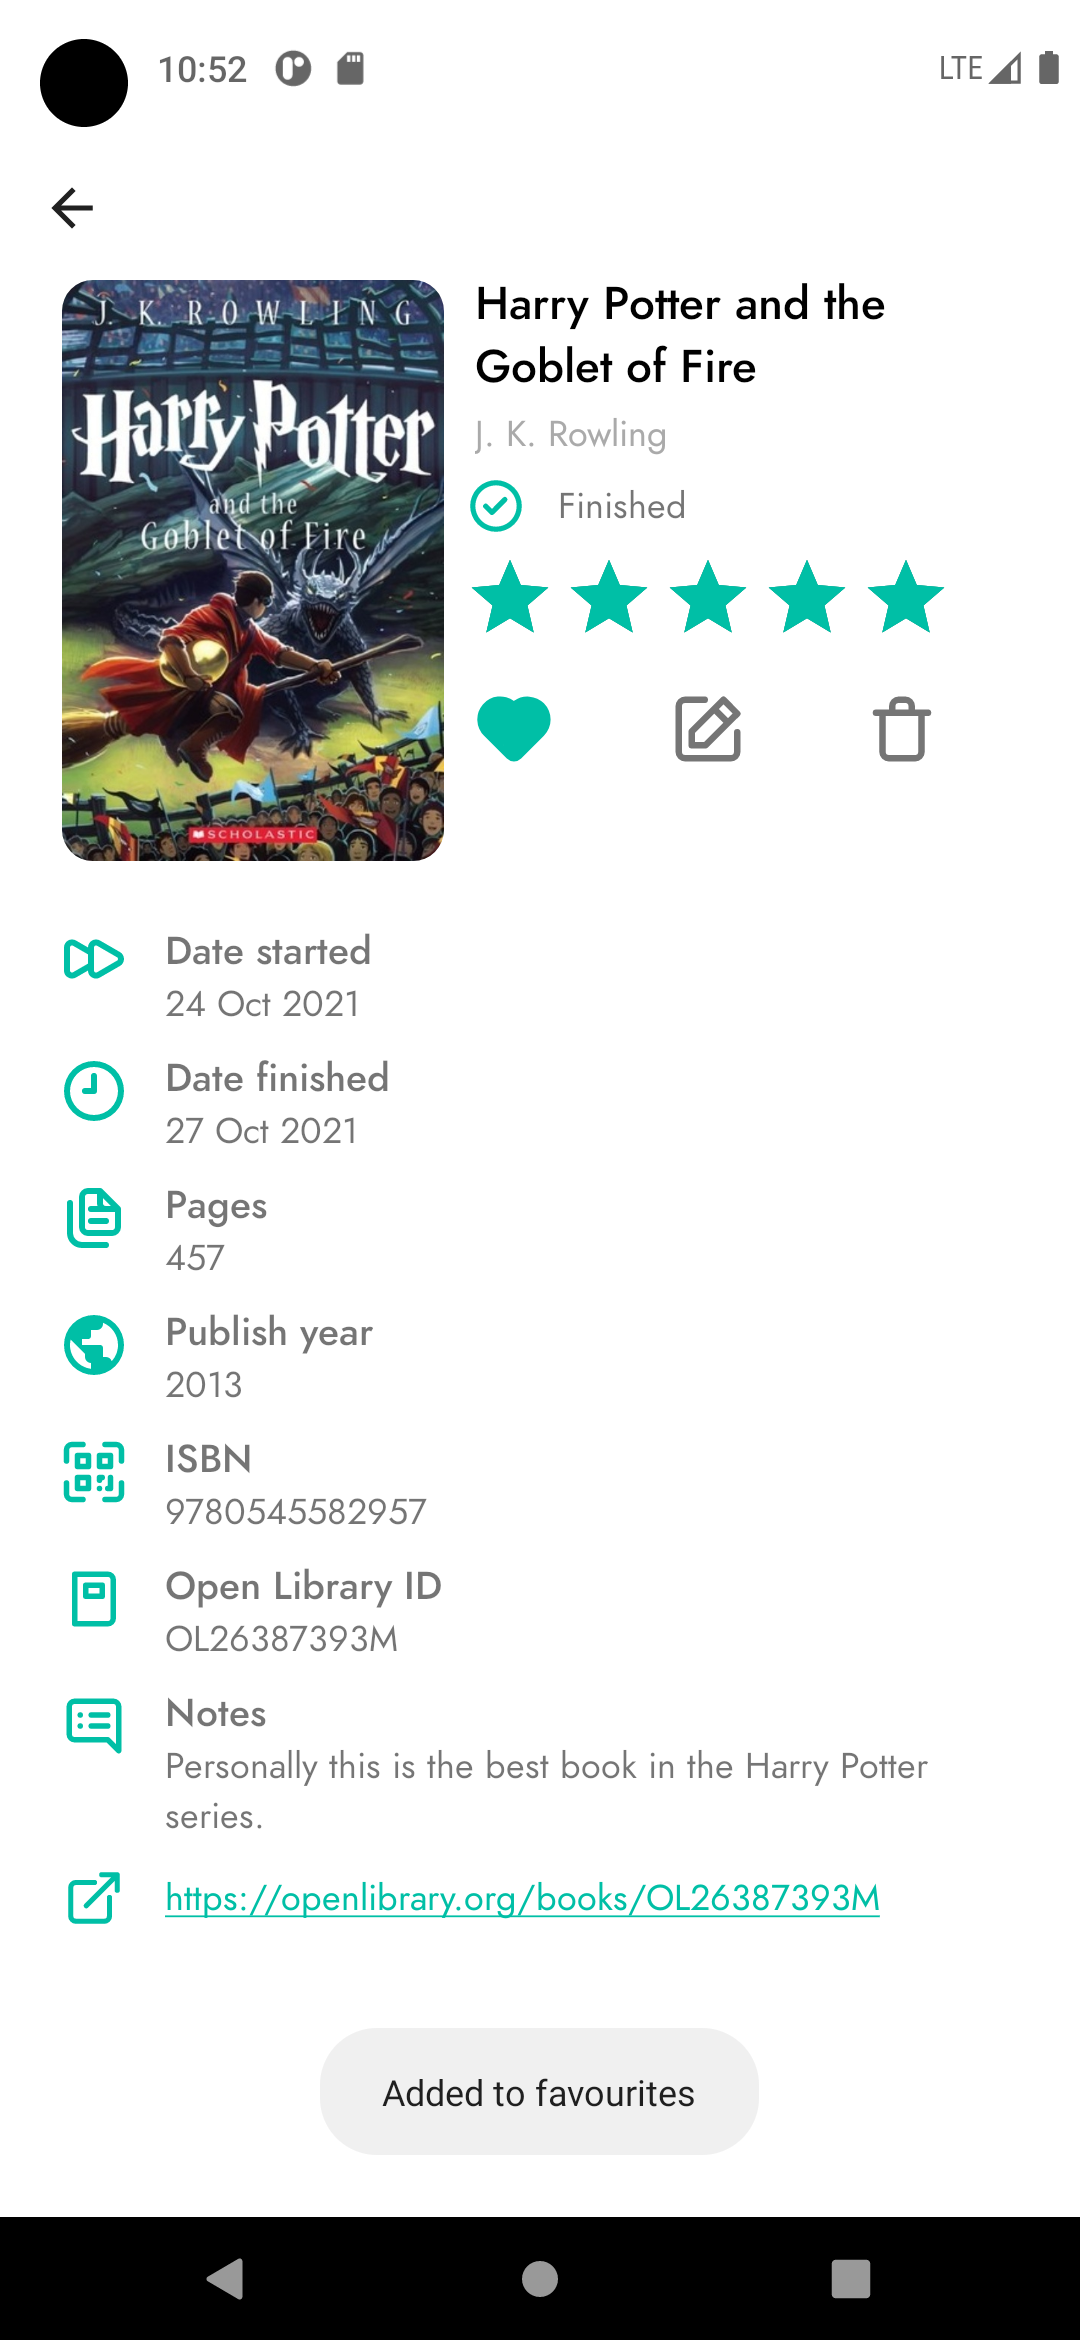 10:52
LTE
J. K. ROWLING
Harry Potter
and the
Goblet of Fire
SCHOLASTIC
Harry Potter and the
Goblet of Fire
J. K. Rowling
Finished
Date started
24 Oct 2021
Date finished
27 Oct 2021
Pages
457
Publish year
2013
ISBN
9780545582957
Open Library ID
OL26387393M
Notes
Personally this is the best book in the Harry Potter
series.
https://openlibrary.org/books/OL26387393M
Added to favourites